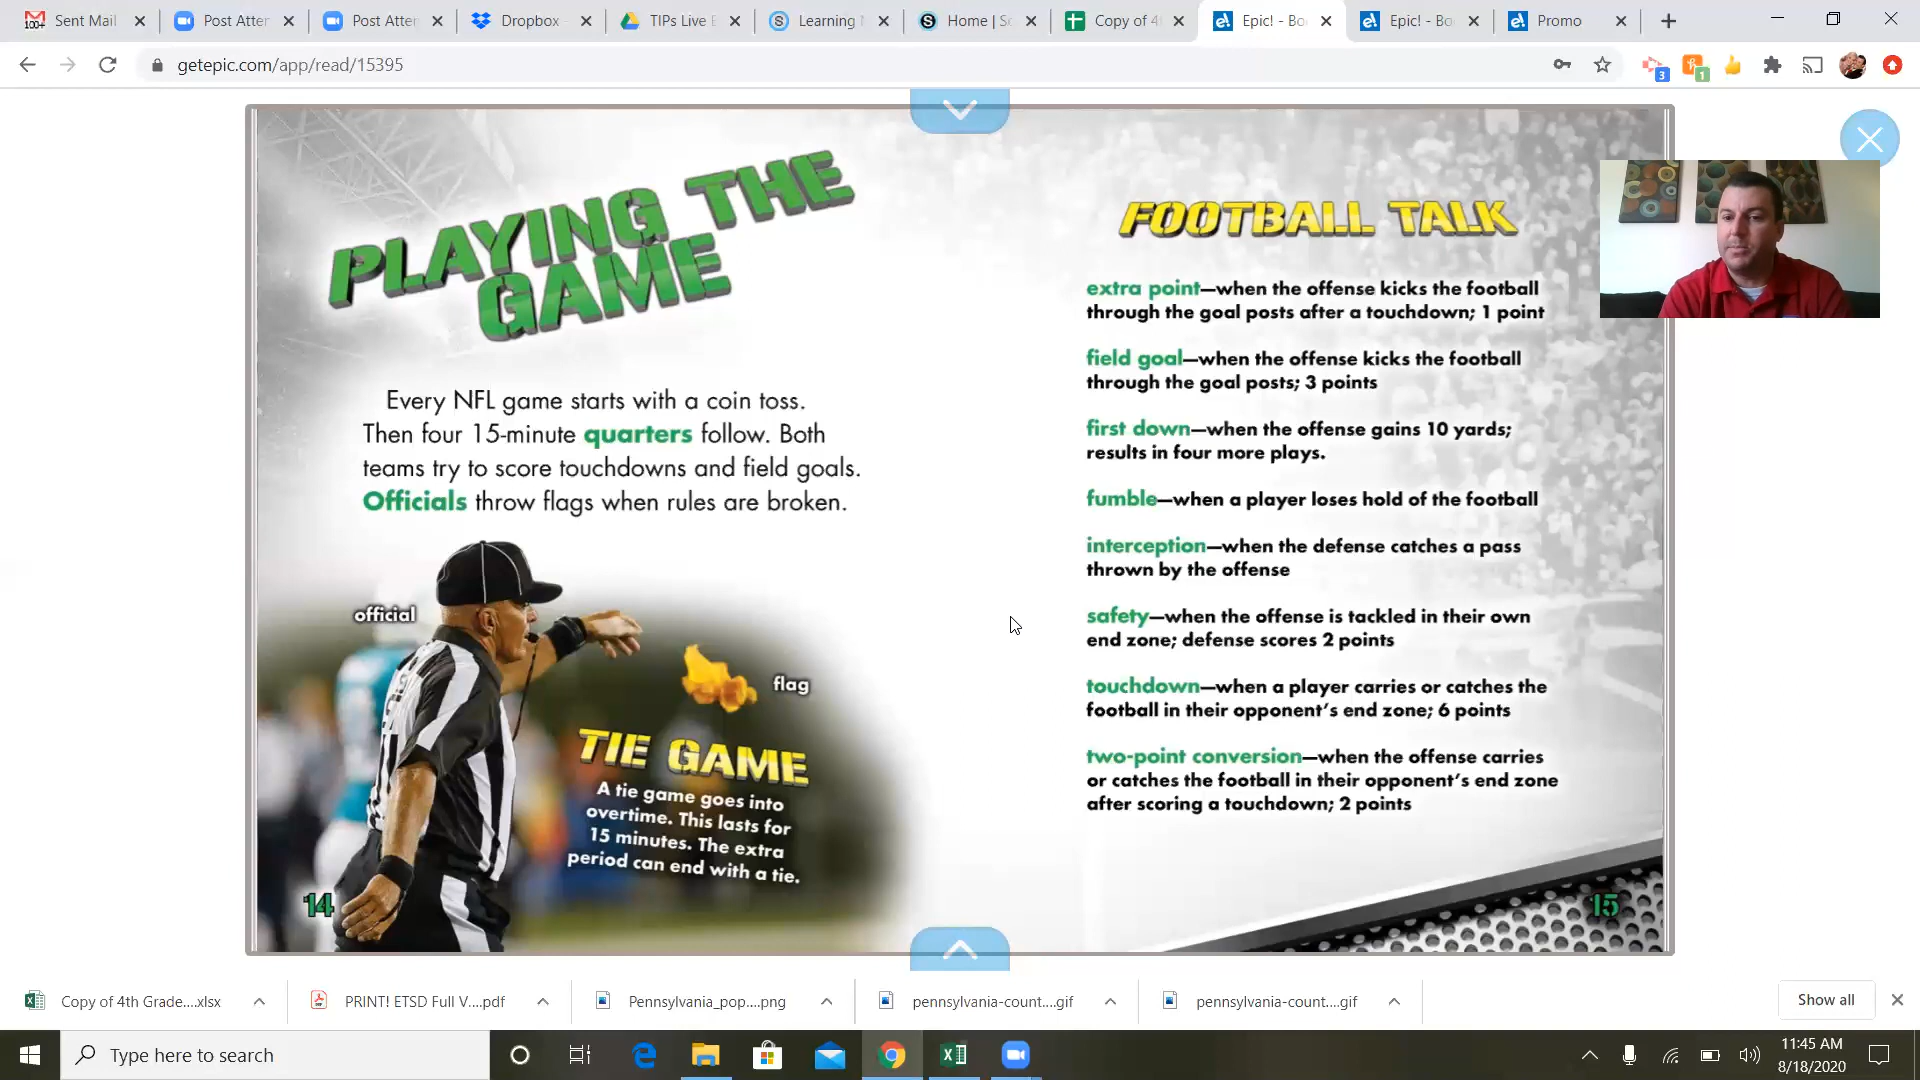 Sent Mail
Post Atter
Post Atter
Dropbox
TIPs Live E
Learning
Home | Sc
Copy of 4t
Epic! - Bo
Epic! - Bo
Promo
getepic.com/app/read/15395
3
1
PLAYING THE
GAME
Every NFL game starts with a coin toss.
Then four 15-minute quarters follow. Both
teams try to score touchdowns and field goals.
Officials throw flags when rules are broken.
official
flag
TIE GAME
A tie game goes into
overtime. This lasts for
15 minutes. The extra
period can end with a tie.
14
FOOTBALL TALK
extra point—when the offense kicks the football
through the goal posts after a touchdown; 1 point
field goal—when the offense kicks the football
through the goal posts; 3 points
first down—when the offense gains 10 yards;
results in four more plays.
fumble—when a player loses hold of the football
interception—when the defense catches a pass
thrown by the offense
safety—when the offense is tackled in their own
end zone; defense scores 2 points
touchdown—when a player carries or catches the
football in their opponent's end zone; 6 points
two-point conversion—when the offense carries
or catches the football in their opponent's end zone
after scoring a touchdown; 2 points
15
Copy of 4th Grade....xlsx
PRINT! ETSD Full V....pdf
Pennsylvania_pop....png
pennsylvania-count....gif
pennsylvania-count....gif
Show all
Type here to search
11:45 AM
8/18/2020